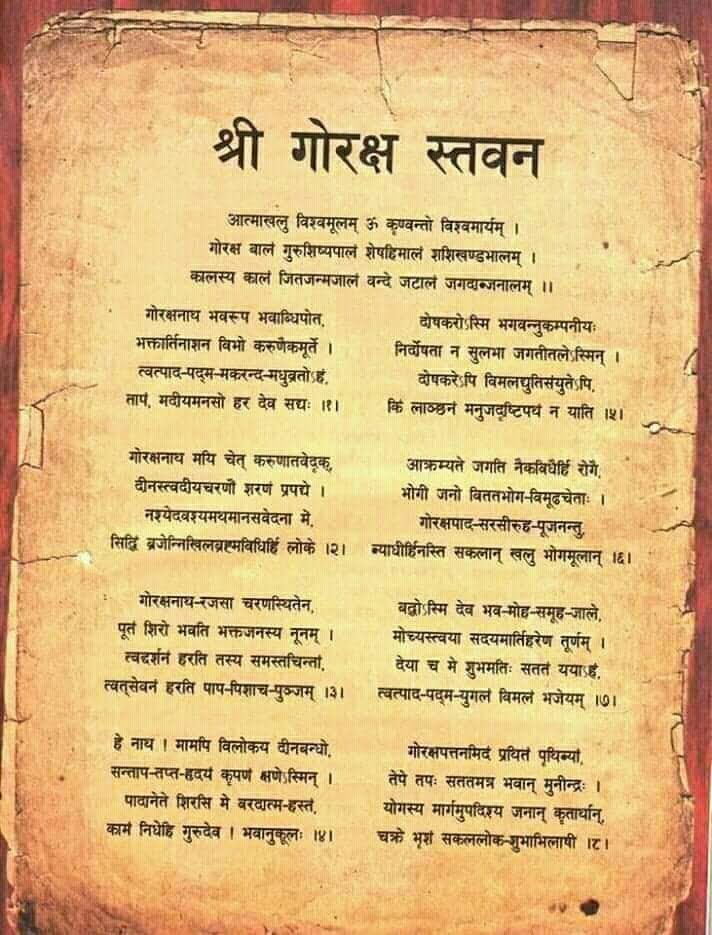 श्री गोरक्ष स्तवन
आत्माखलु विश्वमूलम् ॐ कृण्वन्तो विश्वमार्यम् ।
गोरक्ष बालं गुरुशिष्यपालं शेषहिमालं शशिखण्डभालम् ।
कालस्य कालं जितजन्मजालं वन्दे जटालं जगदाब्जनालम् ।।
गोरक्षनाथ भवरूप भवाब्धिपोत,
भक्तार्तिनाशन विभो करुणैकमूर्ते ।
त्वत्पाद-पद्म-मकरन्द-मधुव्रतोऽहं,
तापं, मदीयमनसो हर देव सद्यः ।१।
गोरक्षनाथ मयि चेत् करुणातवेदृक्,
दीनस्त्वदीयचरणौ शरणं प्रपद्ये ।
नश्येदवश्यमथमानसवेदना मे,
सिद्विं ब्रजेन्निखिलब्रह्मविधिर्हि लोके ।२।
गोरक्षनाथ-रजसा चरणस्थितेन,
पूतं शिरो भवति भक्तजनस्य नूनम् ।
त्वद्दर्शनं हरति तस्य समस्तचिन्तां,
त्वत्सेवनं हरति पाप-पिशाच-पुञ्जम् ।३।
हे नाथ ! मामपि विलोकय दीनबन्धो,
सन्ताप-तप्त-हृदयं कृपणं क्षणेऽस्मिन् ।
पादानेते शिरसि मे वरदात्म-हस्तं,
कामं निधेहि गुरुदेव ! भवानुकूलः ।४।
दोषकरोऽस्मि भगवन्नुकम्पनीयः
निर्दोषता न सुलभा जगतीतलेऽस्मिन् ।
दोषकरेऽपि विमलद्युतिसंयुतेऽपि,
किं लाञ्छनं मनुजदृष्टिपथं न याति ।५।
आक्रम्यते जगति नैकविधैर्हि रोगै,
भोगी जनो विततभोग-विमूढचेताः ।
गोरक्षपाद-सरसीरुह-पूजनन्तु,
ब्याधीर्हिनस्ति सकलान् खलु भोगमूलान् ।६।
बद्धोऽस्मि देव भव-मोह-समूह-जाले,
मोच्यस्त्वया सदयमार्तिहरेण तूर्णम् ।
देया च मे शुभमतिः सततं ययाऽहं,
त्वत्पाद-पद्म-युगलं विमलं भजेयम् ।७।
गोरक्षपत्तनमिदं प्रथितं पृथिब्यां,
तेपे तपः सततमत्र भवान् मुनीन्द्रः ।
योगस्य मार्गमुपदिश्य जनान् कृतार्थान्,
चक्रे भृशं सकललोक-शुभाभिलाषी ।८।